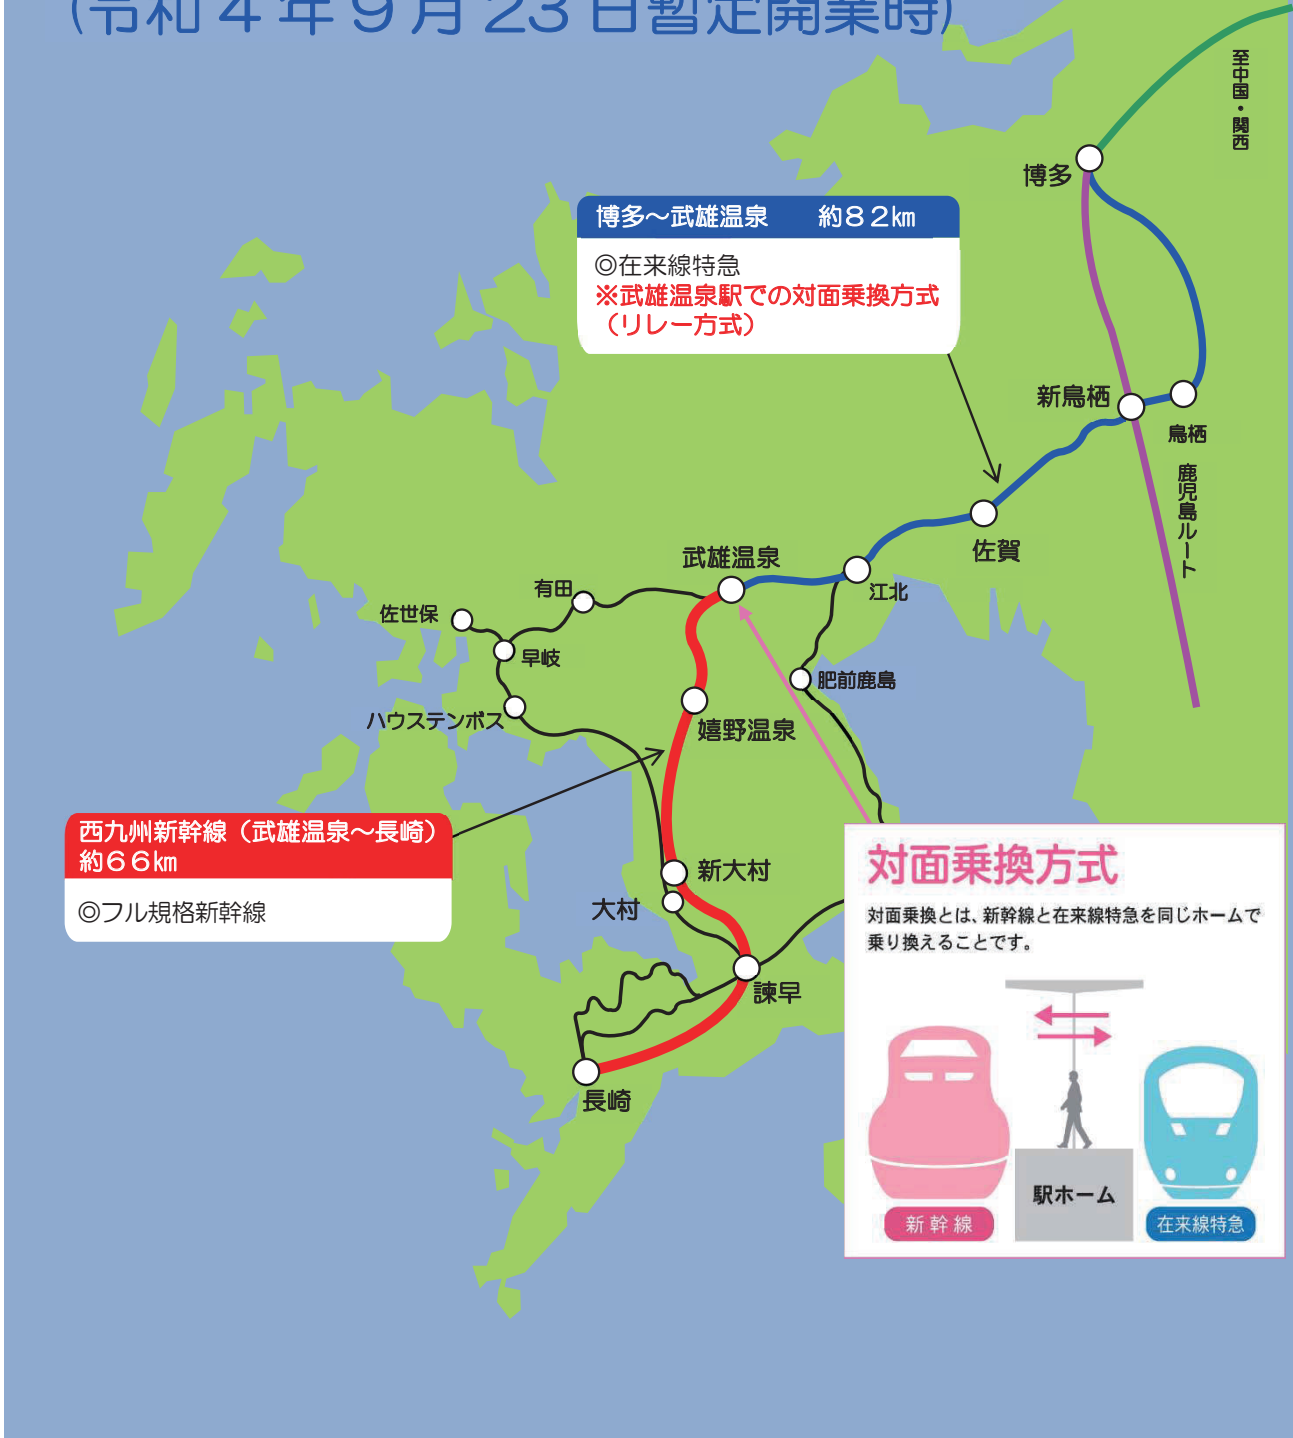 (令和４年９月２３日暫定開業時)
至中国・関西
博多
博多～武雄温泉　　約８２㎞
◎在来線特急
※武雄温泉駅での対面乗換方式
（リレー方式）
新鳥栖
鳥栖
鹿児島ルート
佐賀
武雄温泉
江北
有田
佐世保
早岐
肥前鹿島
ハウステンボス
嬉野温泉
西九州新幹線（武雄温泉～長崎）
約６６㎞
◎フル規格新幹線
新大村
大村
諫早
長崎
対面乗換方式
対面乗換とは、新幹線と在来線特急を同じホームで
乗り換えることです。
駅ホーム
新幹線
在来線特急